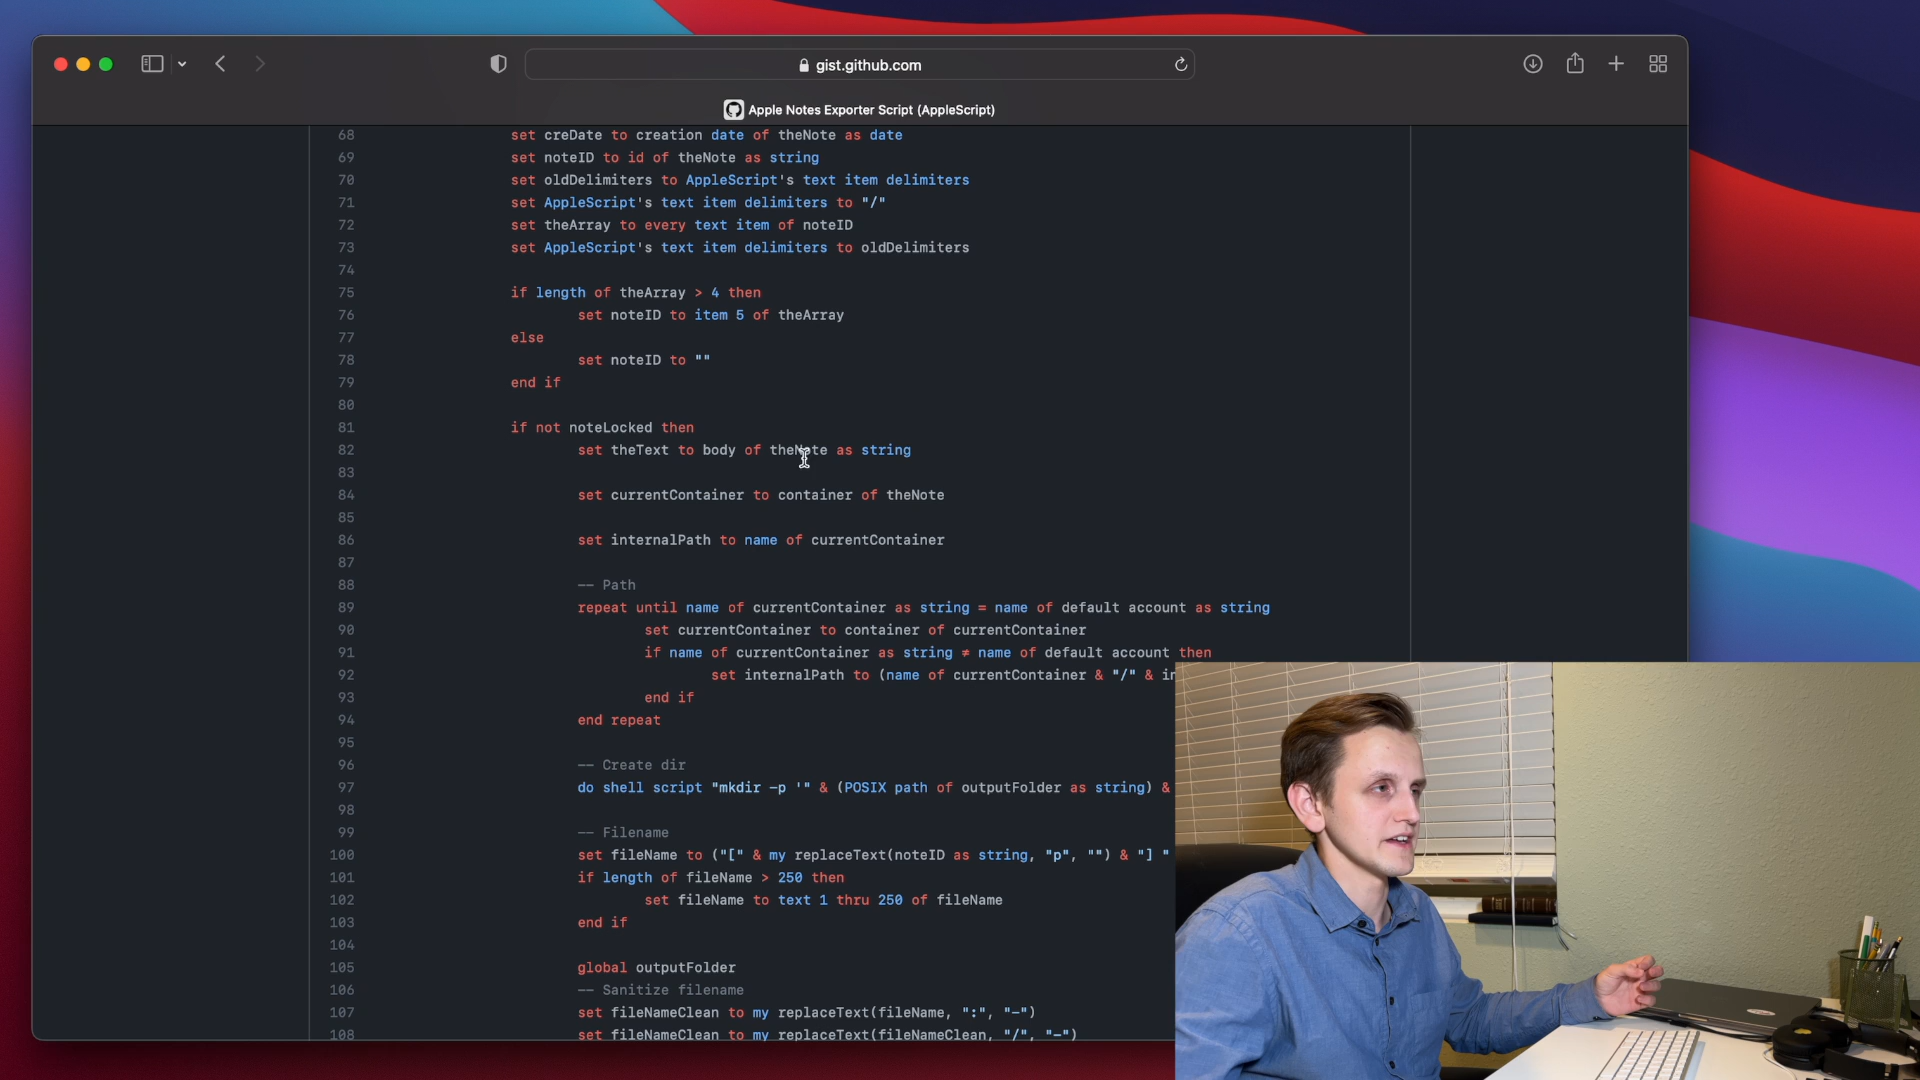 gist.github.com
Apple Notes Exporter Script (AppleScript)
68 set creDate to creation date of theNote as date
69 set noteID to id of theNote as string
70 set oldDelimiters to AppleScript's text item delimiters
71 set AppleScript's text item delimiters to "/"
72 set theArray to every text item of noteID
73 set AppleScript's text item delimiters to oldDelimiters
74
75 if length of theArray > 4 then
76 set noteID to item 5 of theArray
77 else
78 set noteID to ""
79 end if
80
81 if not noteLocked then
82 set theText to body of theNote as string
83
84 set currentContainer to container of theNote
85
86 set internalPath to name of currentContainer
87
88 -- Path
89 repeat until name of currentContainer as string = name of default account as string
90 set currentContainer to container of currentContainer
91 if name of currentContainer as string ≠ name of default account then
92 set internalPath to (name of currentContainer & "/" & in
93 end if
94 end repeat
95
96 -- Create dir
97 do shell script "mkdir -p '" & (POSIX path of outputFolder as string) &
98
99 -- Filename
100 set fileName to ("[" & my replaceText(noteID as string, "p", "") & "] "
101 if length of fileName > 250 then
102 set fileName to text 1 thru 250 of fileName
103 end if
104
105 global outputFolder
106 -- Sanitize filename
107 set fileNameClean to my replaceText(fileName, ":", "-")
108 set fileNameClean to my replaceText(fileNameClean, "/", "-")